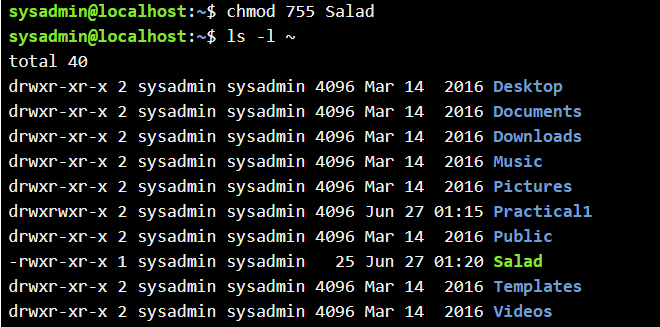 sysadmin@localhost:~$ chmod 755 Salad
sysadmin@localhost:~$ ls -l ~
total 40
drwxr-xr-x 2 sysadmin sysadmin 4096 Mar 14  2016 Desktop
drwxr-xr-x 2 sysadmin sysadmin 4096 Mar 14  2016 Documents
drwxr-xr-x 2 sysadmin sysadmin 4096 Mar 14  2016 Downloads
drwxr-xr-x 2 sysadmin sysadmin 4096 Mar 14  2016 Music
drwxr-xr-x 2 sysadmin sysadmin 4096 Mar 14  2016 Pictures
drwxrwxr-x 2 sysadmin sysadmin 4096 Jun 27 01:15 Practical1
drwxr-xr-x 2 sysadmin sysadmin 4096 Mar 14  2016 Public
-rwxr-xr-x 1 sysadmin sysadmin   25 Jun 27 01:20 Salad
drwxr-xr-x 2 sysadmin sysadmin 4096 Mar 14  2016 Templates
drwxr-xr-x 2 sysadmin sysadmin 4096 Mar 14  2016 Videos